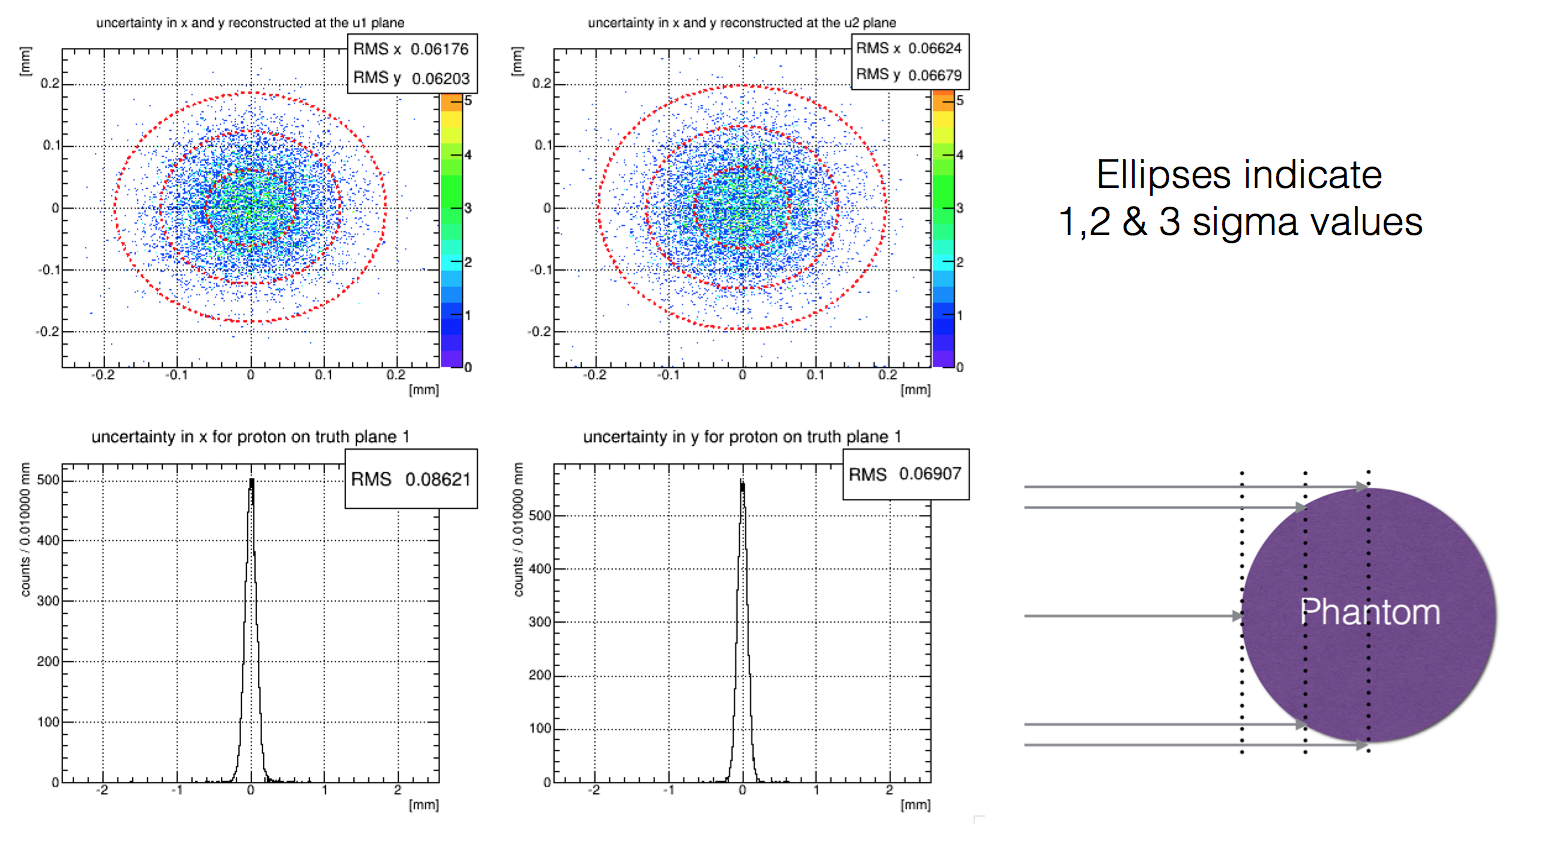 uncertainty in x and y reconstructed at the u1 plane
[mm]
RMS x 0.06176
RMS y 0.06203
0.2
0.1
0
-0.1
-0.2
5
4
3
2
1
0
-0.2 -0.1 0 0.1 0.2
[mm]
uncertainty in x and y reconstructed at the u2 plane
[mm]
RMS x 0.06624
RMS y 0.06679
0.2
0.1
0
-0.1
-0.2
5
4
3
2
1
0
-0.2 -0.1 0 0.1 0.2
[mm]
Ellipses indicate
1,2 & 3 sigma values
uncertainty in x for proton on truth plane 1
counts / 0.010000 mm
RMS 0.08621
500
400
300
200
100
0
-2 -1 0 1 2
[mm]
uncertainty in y for proton on truth plane 1
counts / 0.010000 mm
RMS 0.06907
500
400
300
200
100
0
-2 -1 0 1 2
[mm]
Phantom